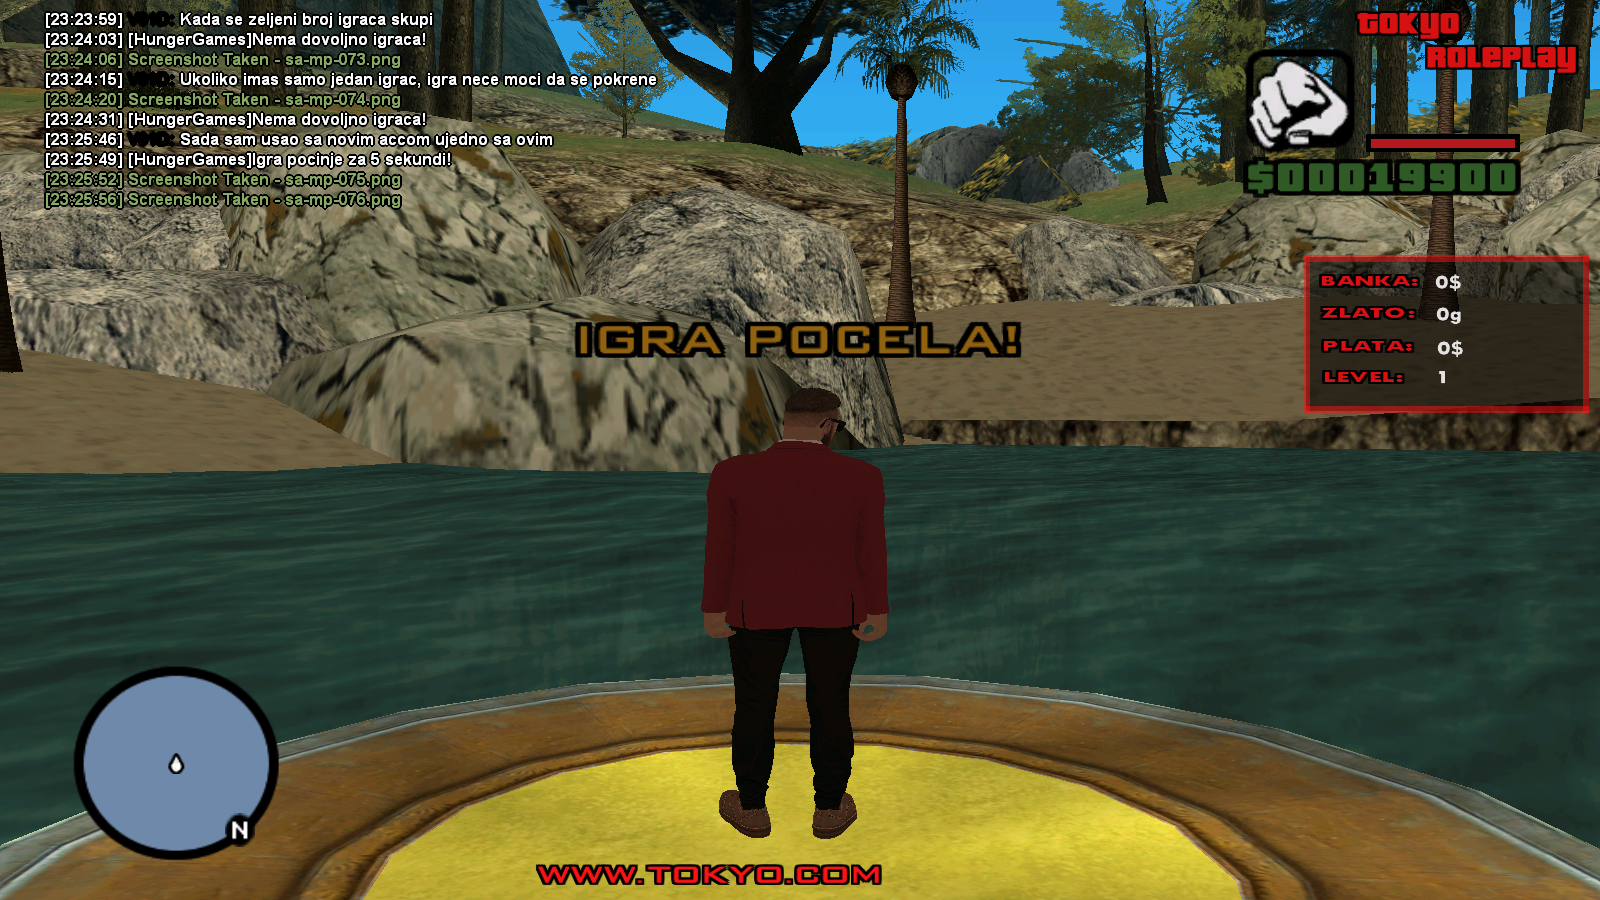 [23:23:59] Kada se zeljeni broj igraca skupi
[23:24:03] [HungerGames]Nema dovoljno igraca!
[23:24:06] Screenshot Taken - sa-mp-073.png
[23:24:15] Ukoliko imas samo jedan igrac, igra nece moci da se pokrene
[23:24:20] Screenshot Taken - sa-mp-074.png
[23:24:31] [HungerGames]Nema dovoljno igraca!
[23:25:46] Sada sam usao sa novim accom ujedno sa ovim
[23:25:49] [HungerGames]Igra pocinje za 5 sekundi!
[23:25:52] Screenshot Taken - sa-mp-075.png
[23:25:56] Screenshot Taken - sa-mp-076.png
TOKYO
ROLEPLAY
$00019900
BANKA: 0$
ZLATO: 0g
PLATA: 0$
LEVEL: 1
IGRA POCELA!
N
WWW.TOKYO.COM